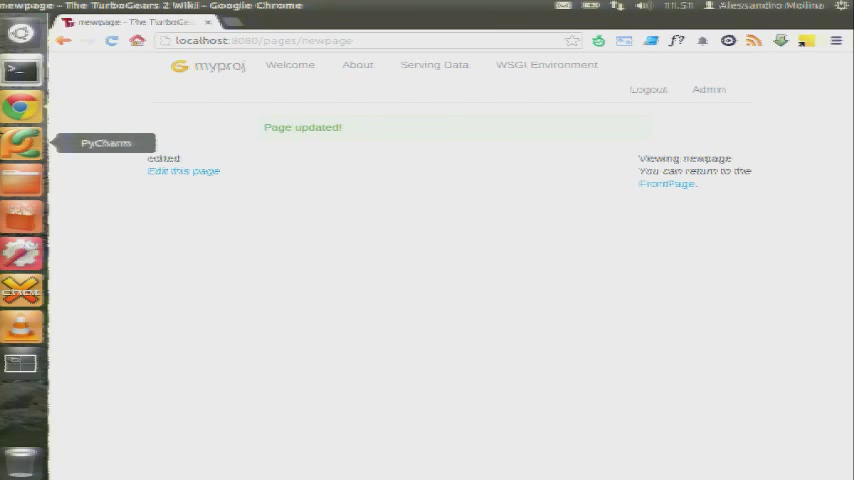 newpage - The TurboGears 2 Wiki - Google Chrome
11:51 Alessandro Molina
newpage - The TurboGe...
localhost:8080/pages/newpage
f?
myproj Welcome About Serving Data WSGI Environment
Logout Admin
Page updated!
PyCharm
edited
Edit this page
Viewing newpage
You can return to the
FrontPage.